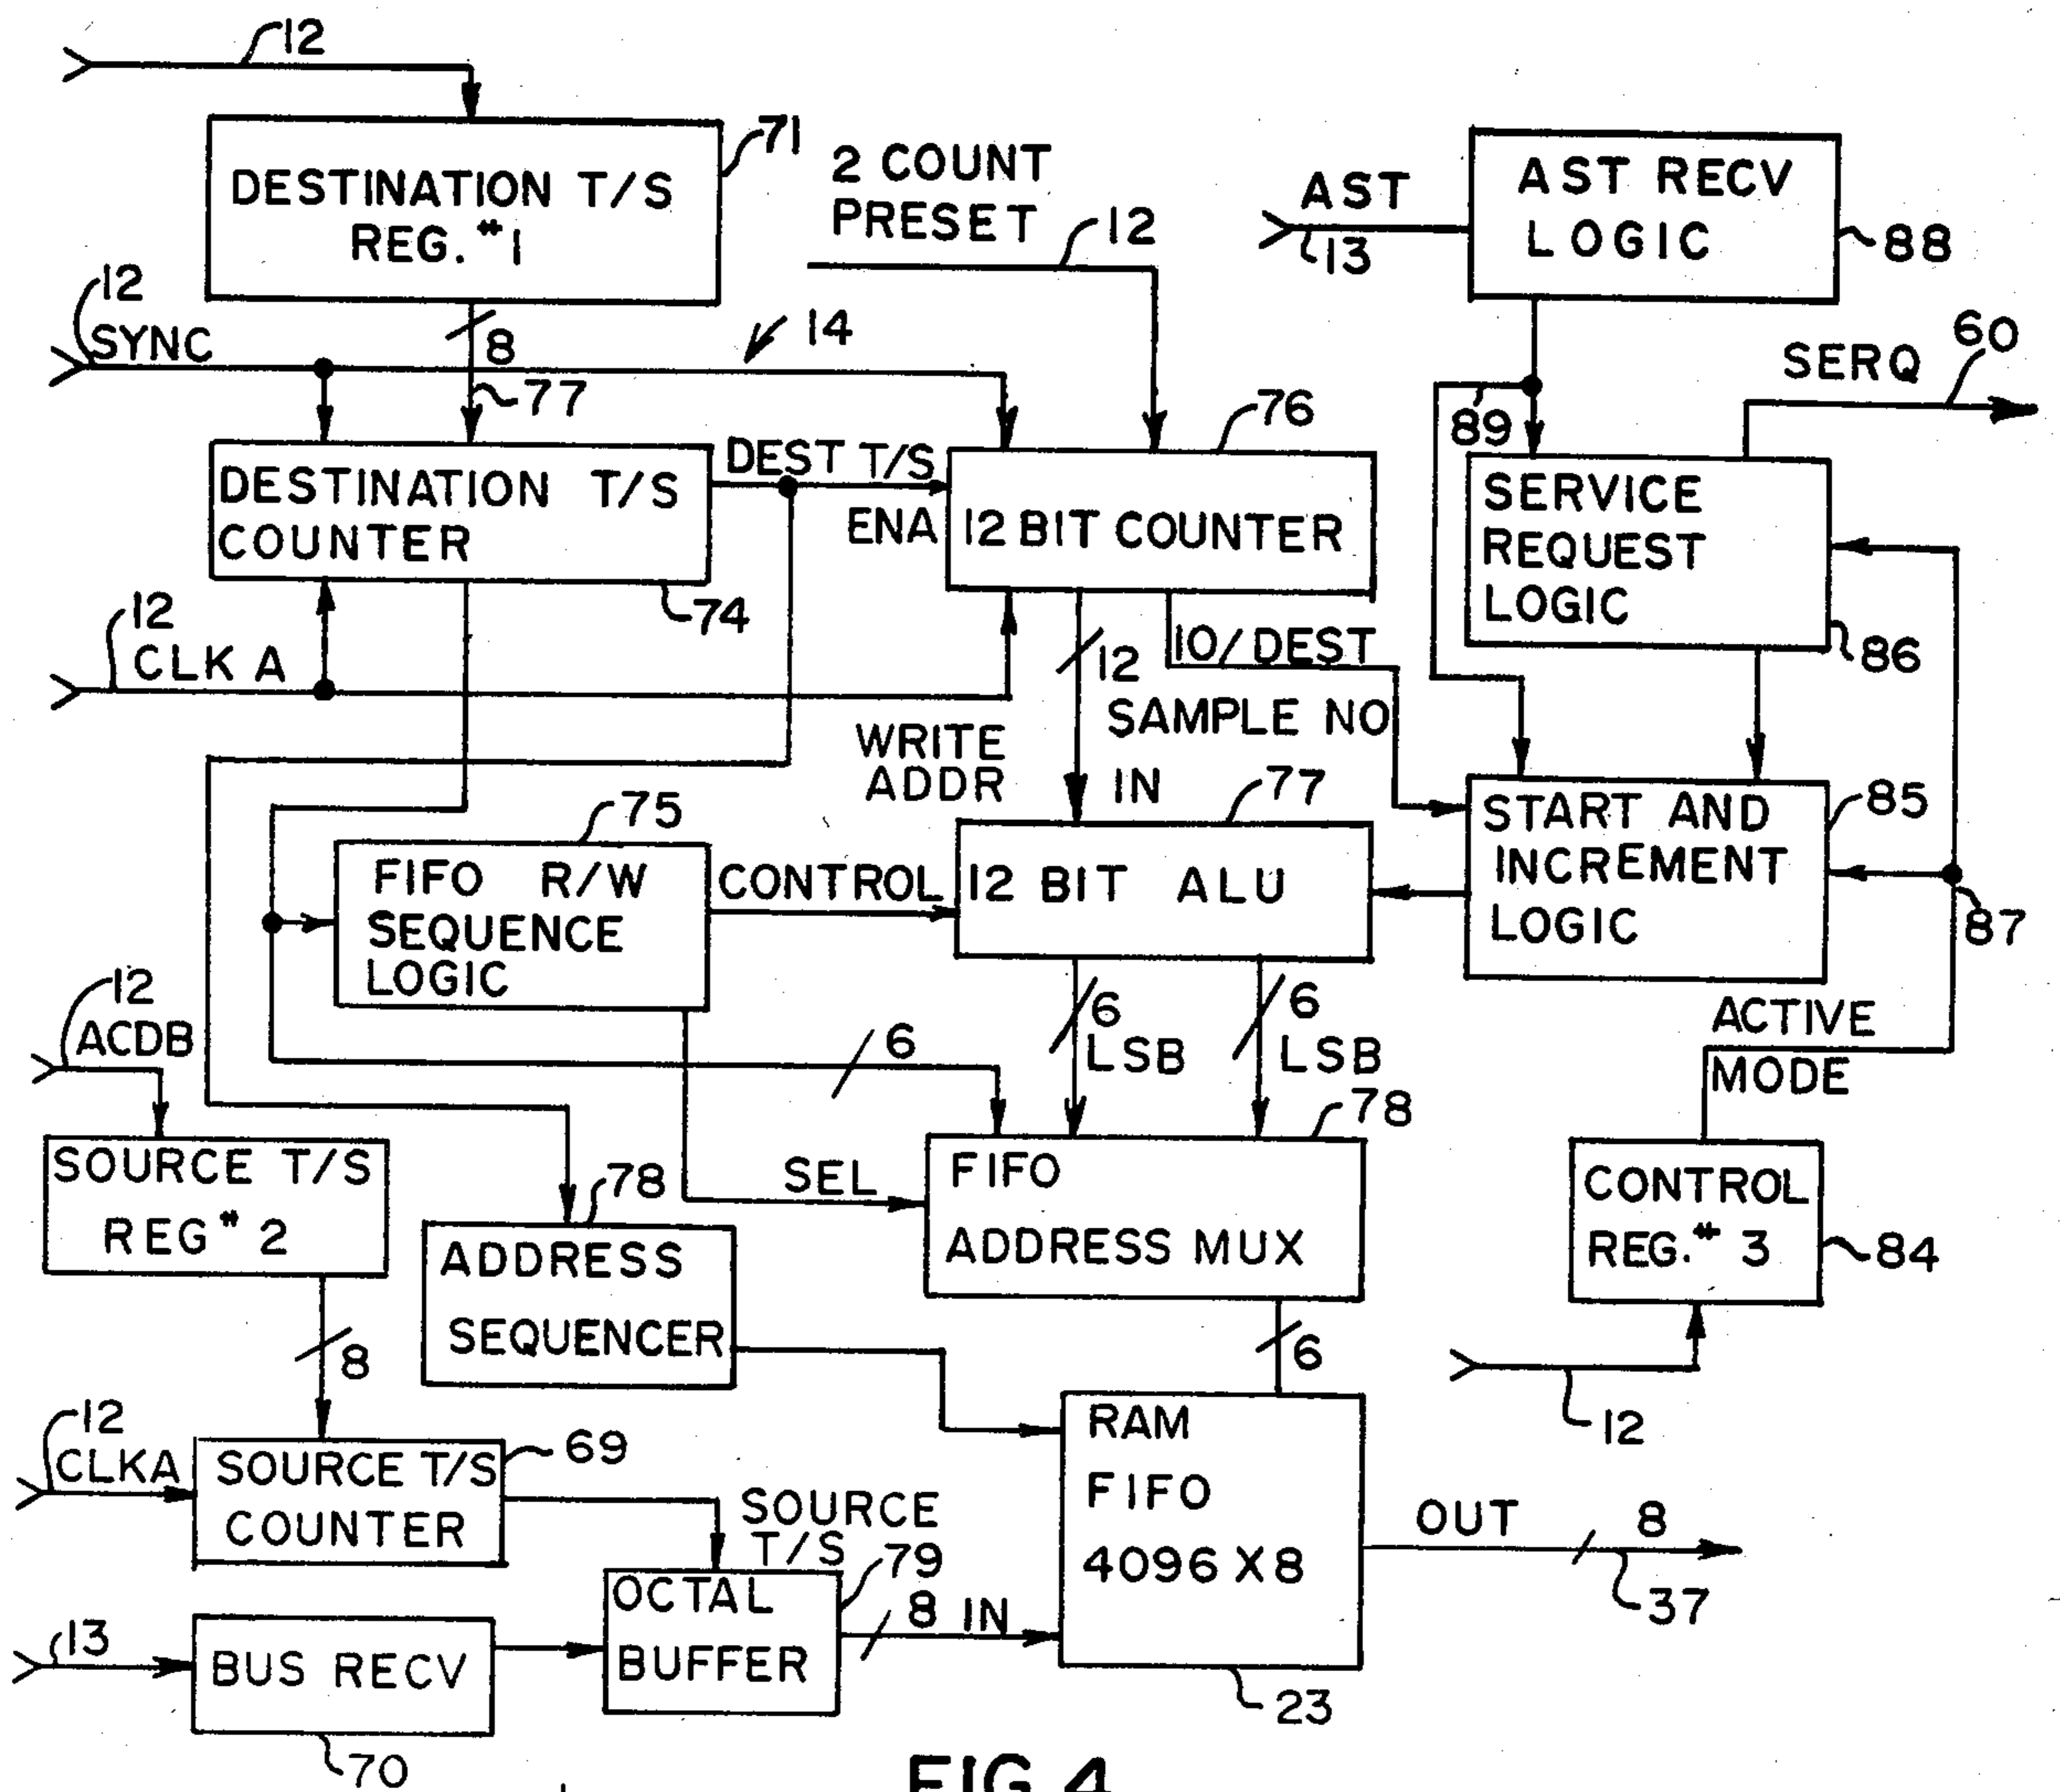 12
DESTINATION T/S
REG. #1
71
2 COUNT
PRESET
12
AST
13
AST RECV
LOGIC
88
12
SYNC
8
77
14
SERQ
60
89
DESTINATION T/S
COUNTER
74
DEST T/S
ENA
76
12 BIT COUNTER
SERVICE
REQUEST
LOGIC
86
12
CLK A
12
10/DEST
SAMPLE NO
WRITE
ADDR
IN
77
75
FIFO R/W
SEQUENCE
LOGIC
CONTROL
12 BIT ALU
START AND
INCREMENT
LOGIC
85
87
12
ACDB
6
6
LSB
6
LSB
78
ACTIVE
MODE
SOURCE T/S
REG # 2
78
SEL
FIFO
ADDRESS MUX
CONTROL
REG. # 3
84
ADDRESS
SEQUENCER
8
6
12
12
CLKA
SOURCE T/S
COUNTER
69
SOURCE
T/S
79
RAM
FIFO
4096 X 8
OUT
8
37
13
BUS RECV
70
OCTAL
BUFFER
8 IN
23
FIG 4